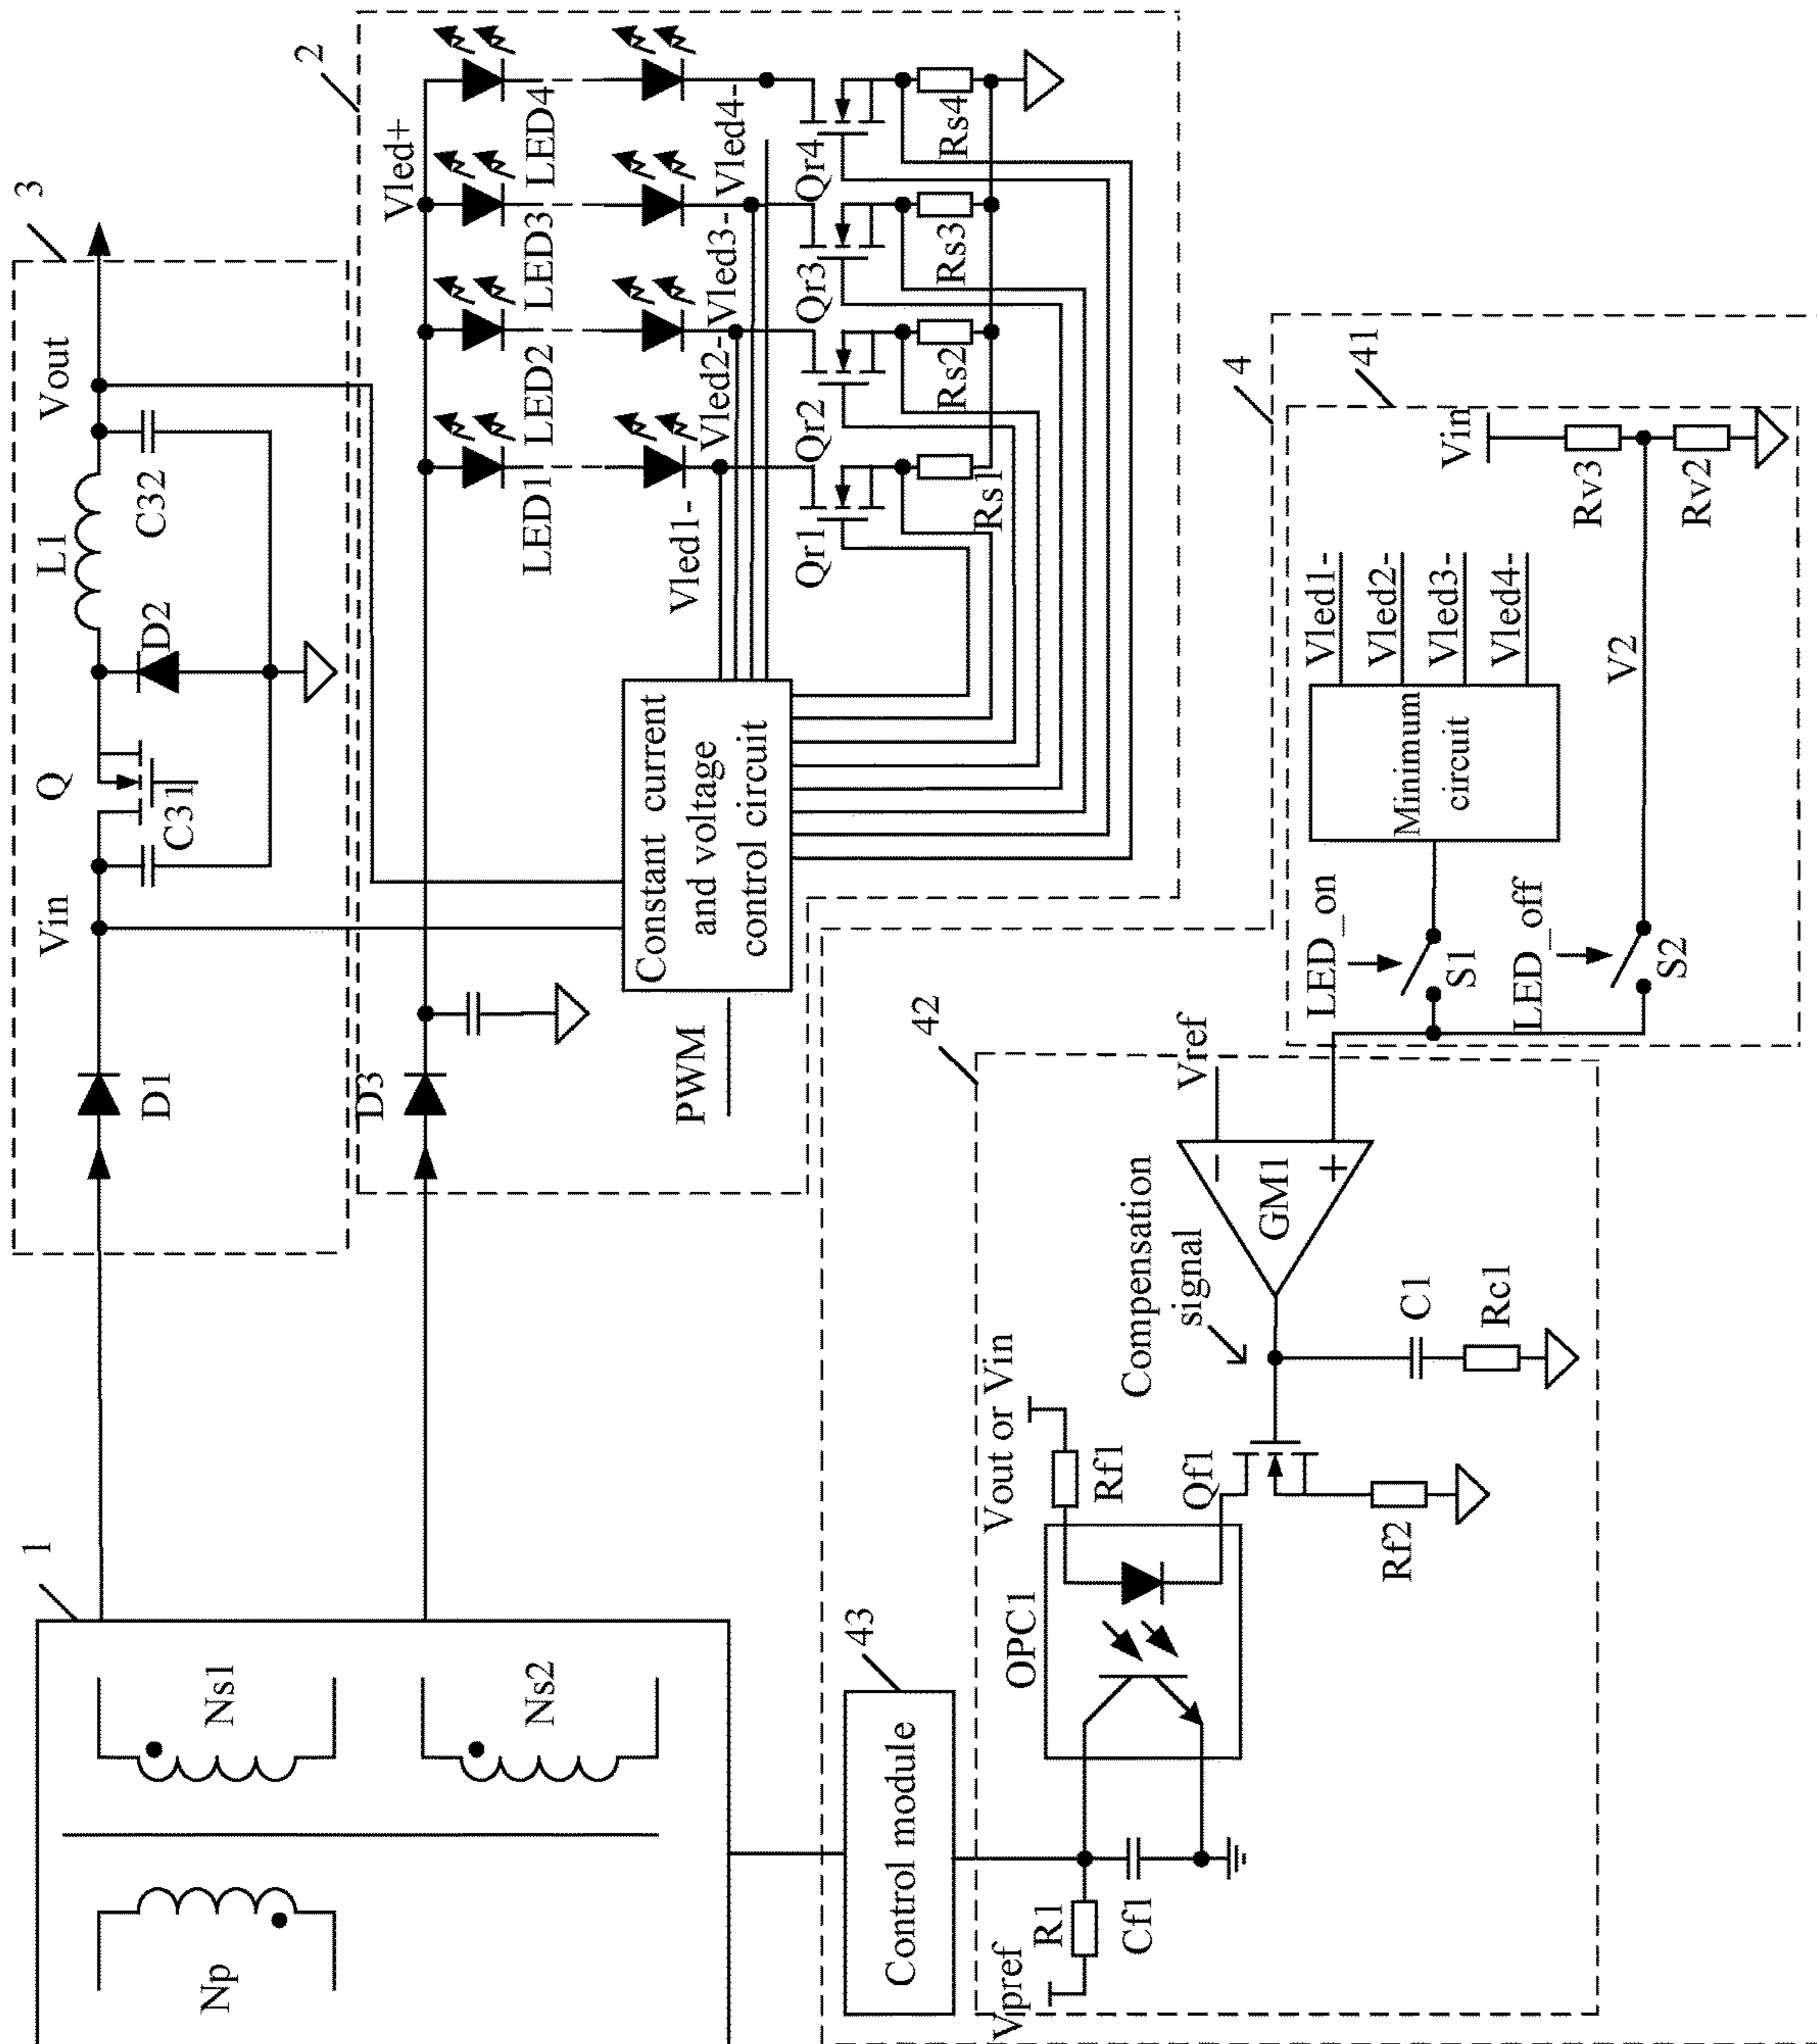 1
Np
Ns1
Ns2
3
D1
Vin
C31
Q
D2
L1
C32
Vout
2
D3
Vled+
LED1
LED2
LED3
LED4
Vled1-
Vled2-
Vled3-
Vled4-
Qr1
Qr2
Qr3
Qr4
Rs1
Rs2
Rs3
Rs4
PWM
Constant current
and voltage
control circuit
Control module
43
4
42
Vpref
R1
Cf1
OPC1
Vout or Vin
Rf1
Qf1
Rf2
Compensation
signal
C1
Rc1
GM1
−
+
Vref
41
LED_on
S1
LED_off
S2
Minimum
circuit
Vled1-
Vled2-
Vled3-
Vled4-
V2
Vin
Rv3
Rv2